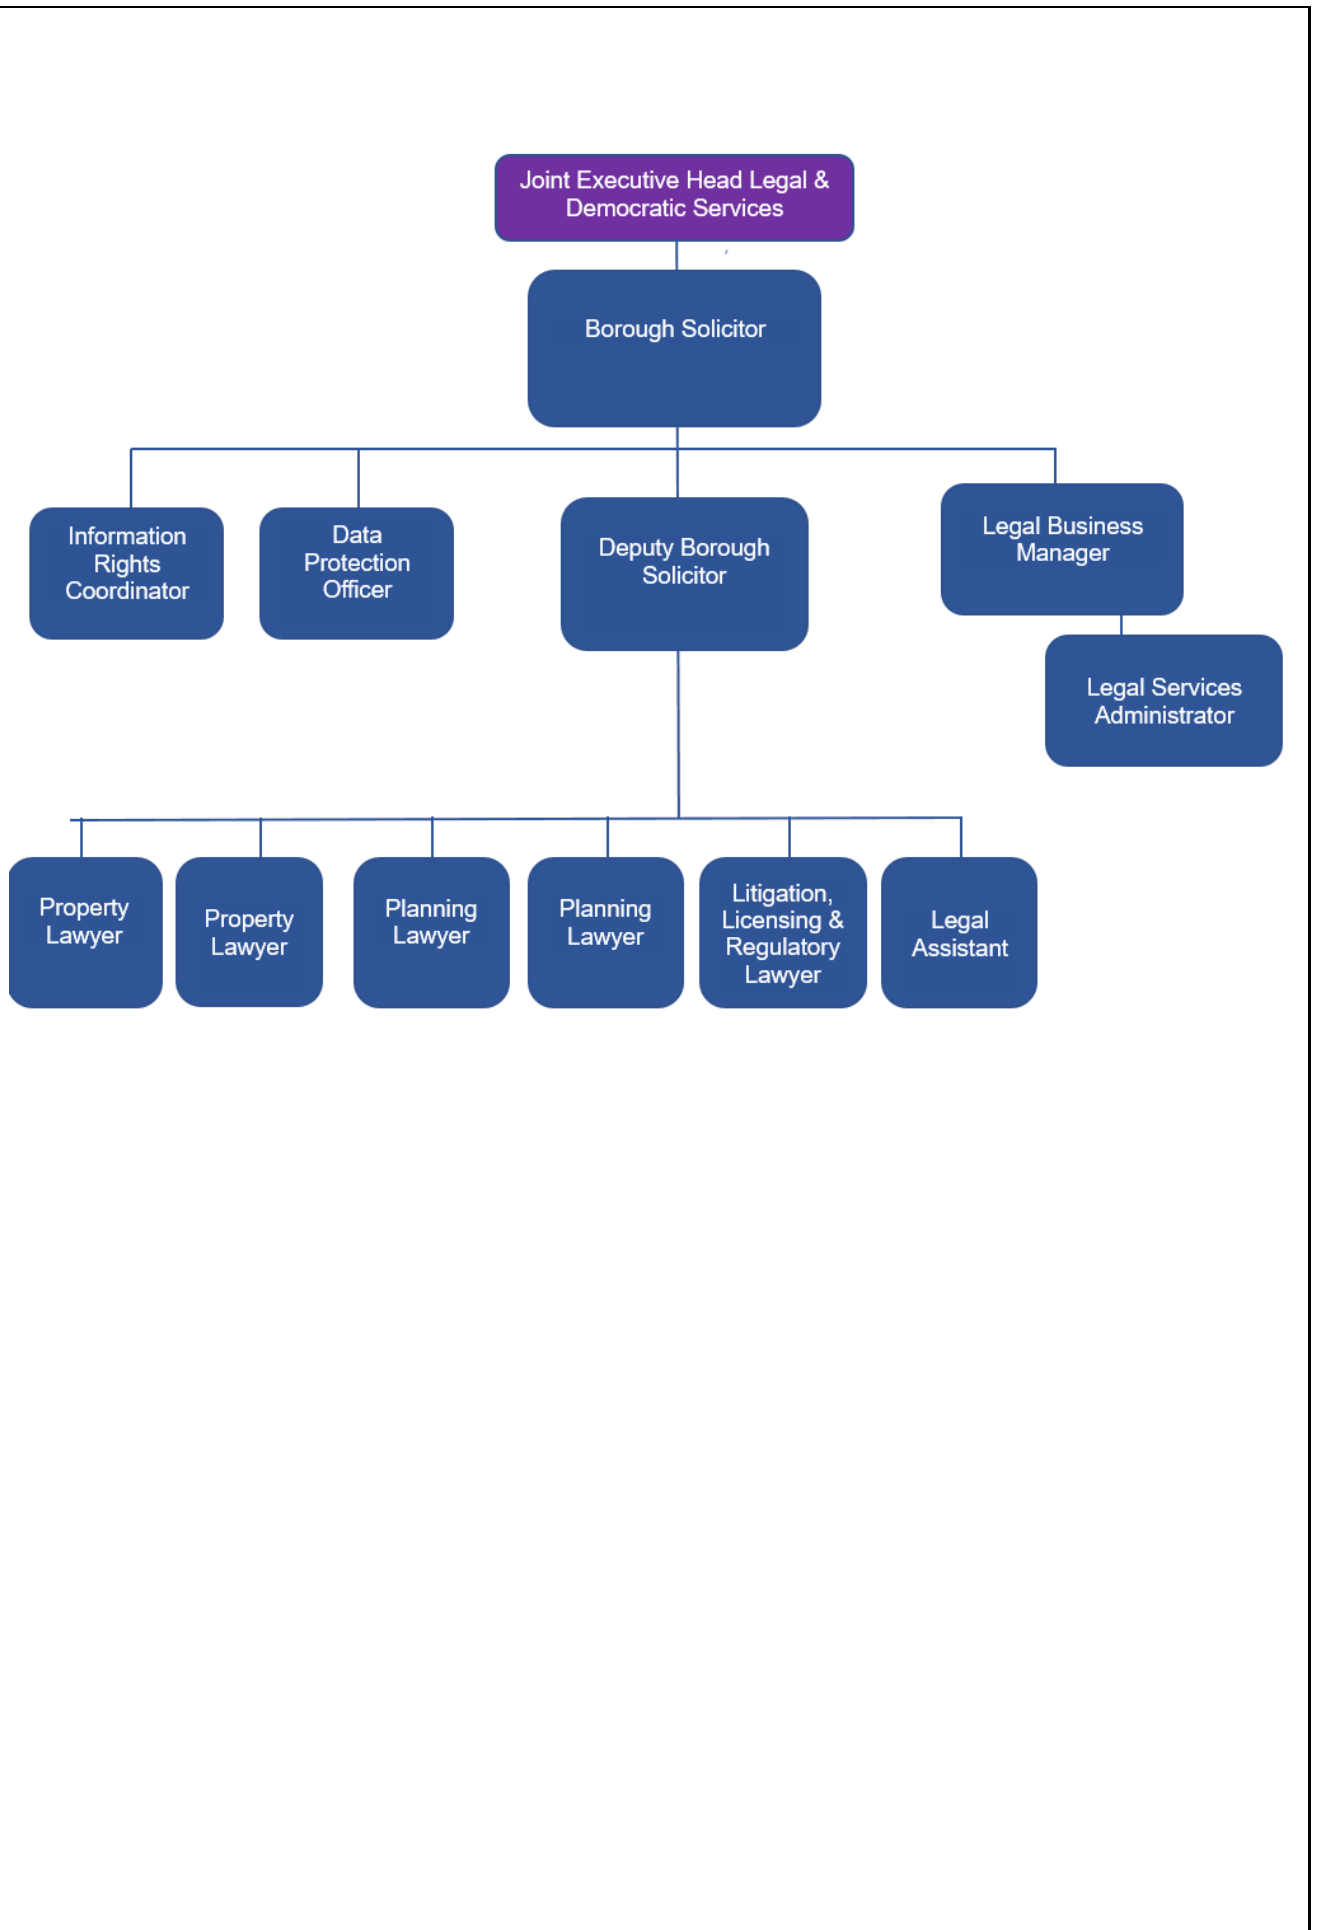 Joint Executive Head Legal &
Democratic Services
Borough Solicitor
Information
Rights
Coordinator
Data
Protection
Officer
Deputy Borough
Solicitor
Legal Business
Manager
Legal Services
Administrator
Property
Lawyer
Property
Lawyer
Planning
Lawyer
Planning
Lawyer
Litigation,
Licensing &
Regulatory
Lawyer
Legal
Assistant